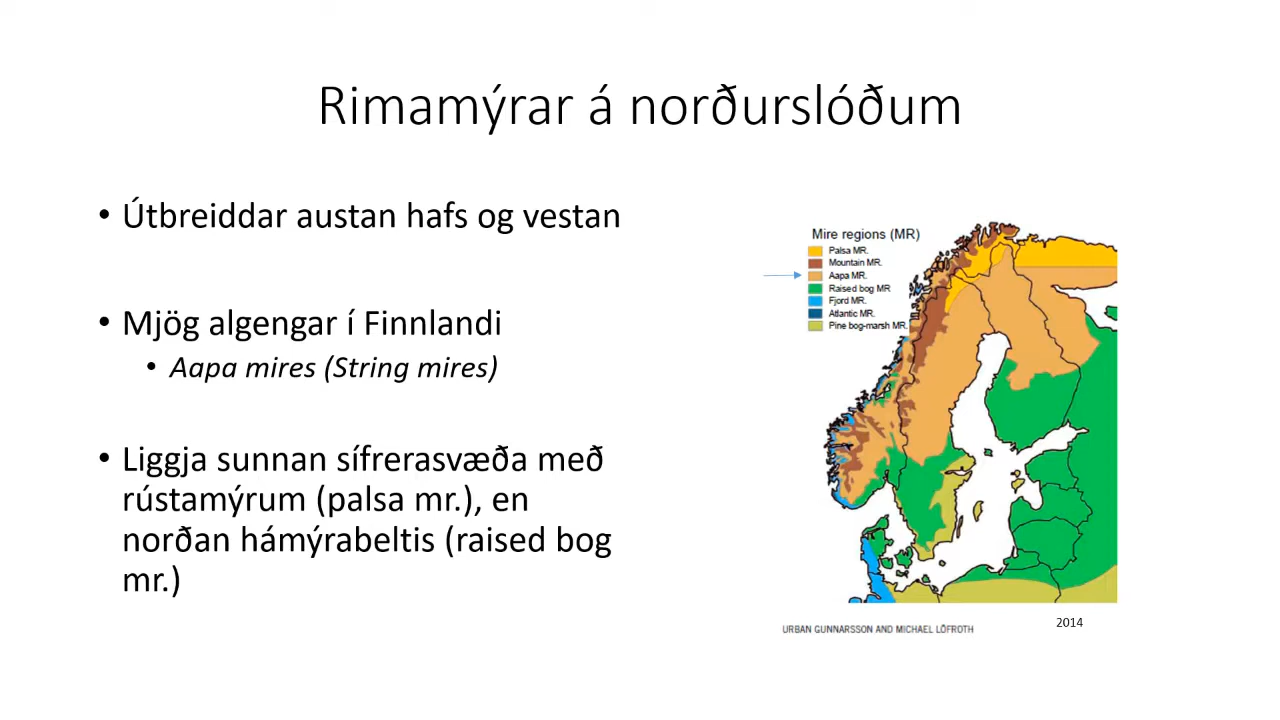 Rimamýrar á norðurslóðum
• Útbreiddar austan hafs og vestan
• Mjög algengar í Finnlandi
• Aapa mires (String mires)
• Liggja sunnan sífrerasvæða með
rústamýrum (palsa mr.), en
norðan hámýrabeltis (raised bog
mr.)
Mire regions (MR)
Palsa MR.
Mountain MR.
Aapa MR.
Raised bog MR
Fjord MR.
Atlantic MR.
Pine bog-marsh MR.
URBAN GUNNARSSON AND MICHAEL LÖFROTH
2014